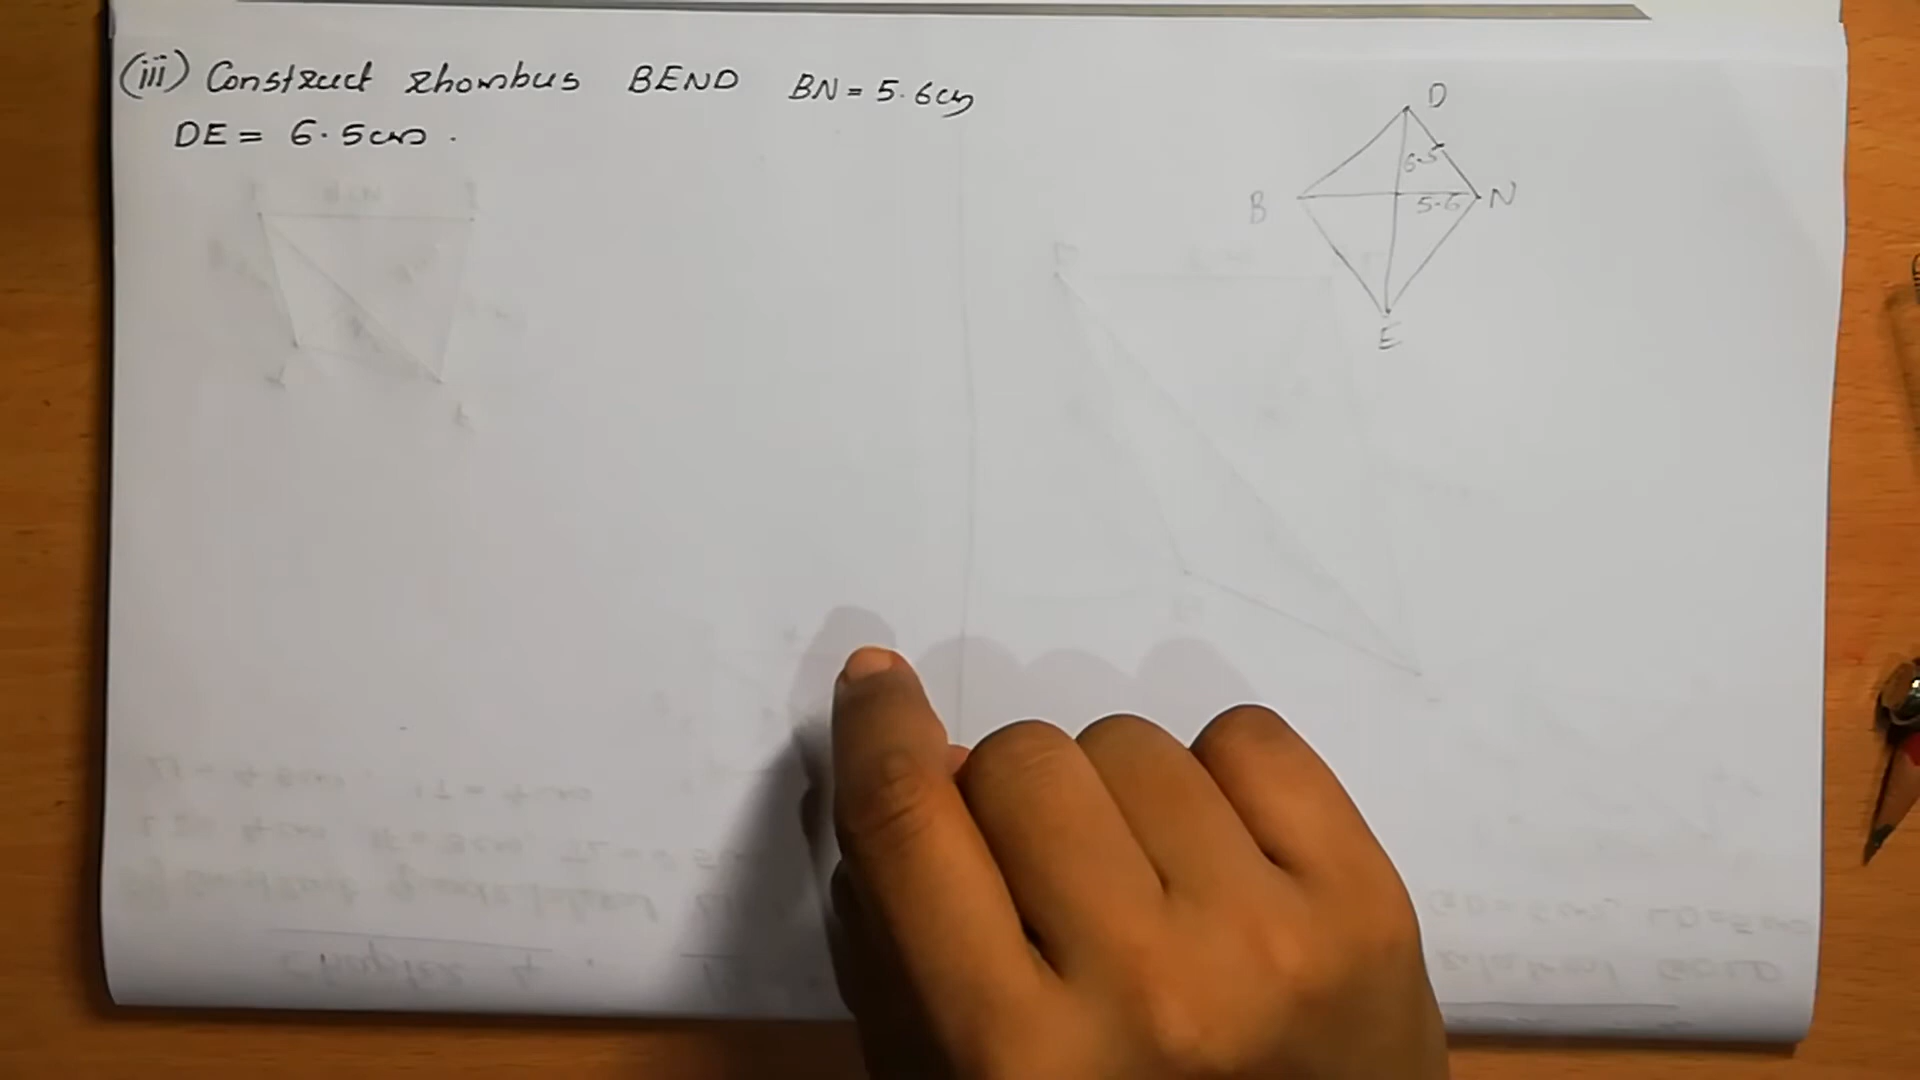 (iii) Construct rhombus BEND BN = 5.6cm
DE = 6.5cm.
D
6.5
B
5.6
N
E